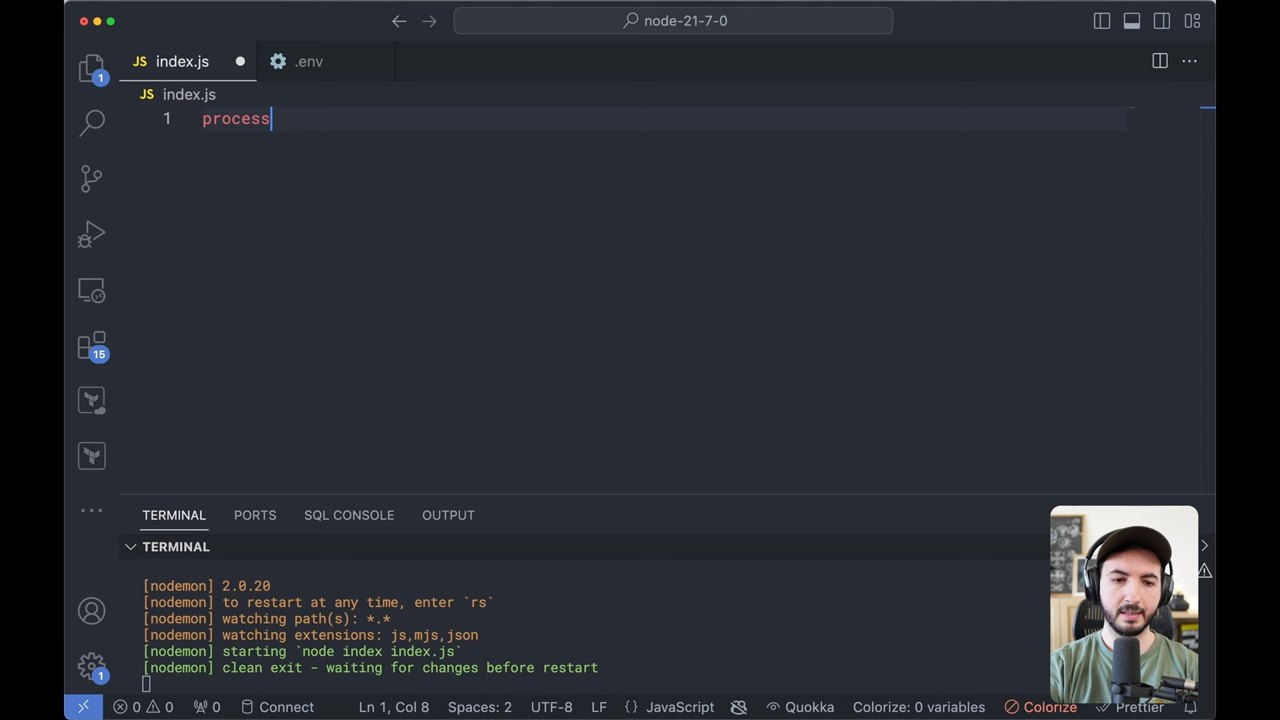 node-21-7-0
JS index.js
.env
JS index.js
1 process
1
15
TERMINAL PORTS SQL CONSOLE OUTPUT
TERMINAL
[nodemon] 2.0.20
[nodemon] to restart at any time, enter `rs`
[nodemon] watching path(s): *.*
[nodemon] watching extensions: js,mjs,json
[nodemon] starting `node index index.js`
[nodemon] clean exit - waiting for changes before restart
1
0 0 0 Connect Ln 1, Col 8 Spaces: 2 UTF-8 LF {} JavaScript Quokka Colorize: 0 variables Colorize Prettier